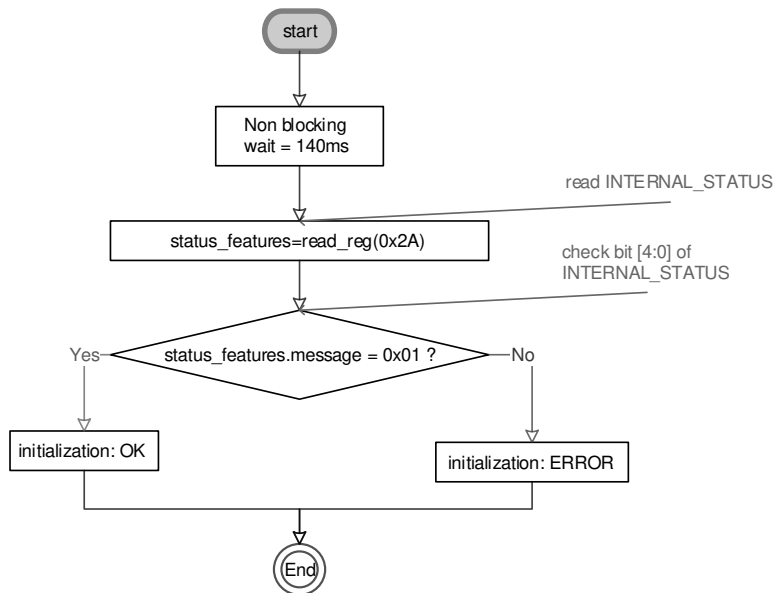 start
Non blocking
wait = 140ms
read INTERNAL_STATUS
status_features=read_reg(0x2A)
check bit [4:0] of
INTERNAL_STATUS
Yes
status_features.message = 0x01 ?
No
initialization: OK
initialization: ERROR
End